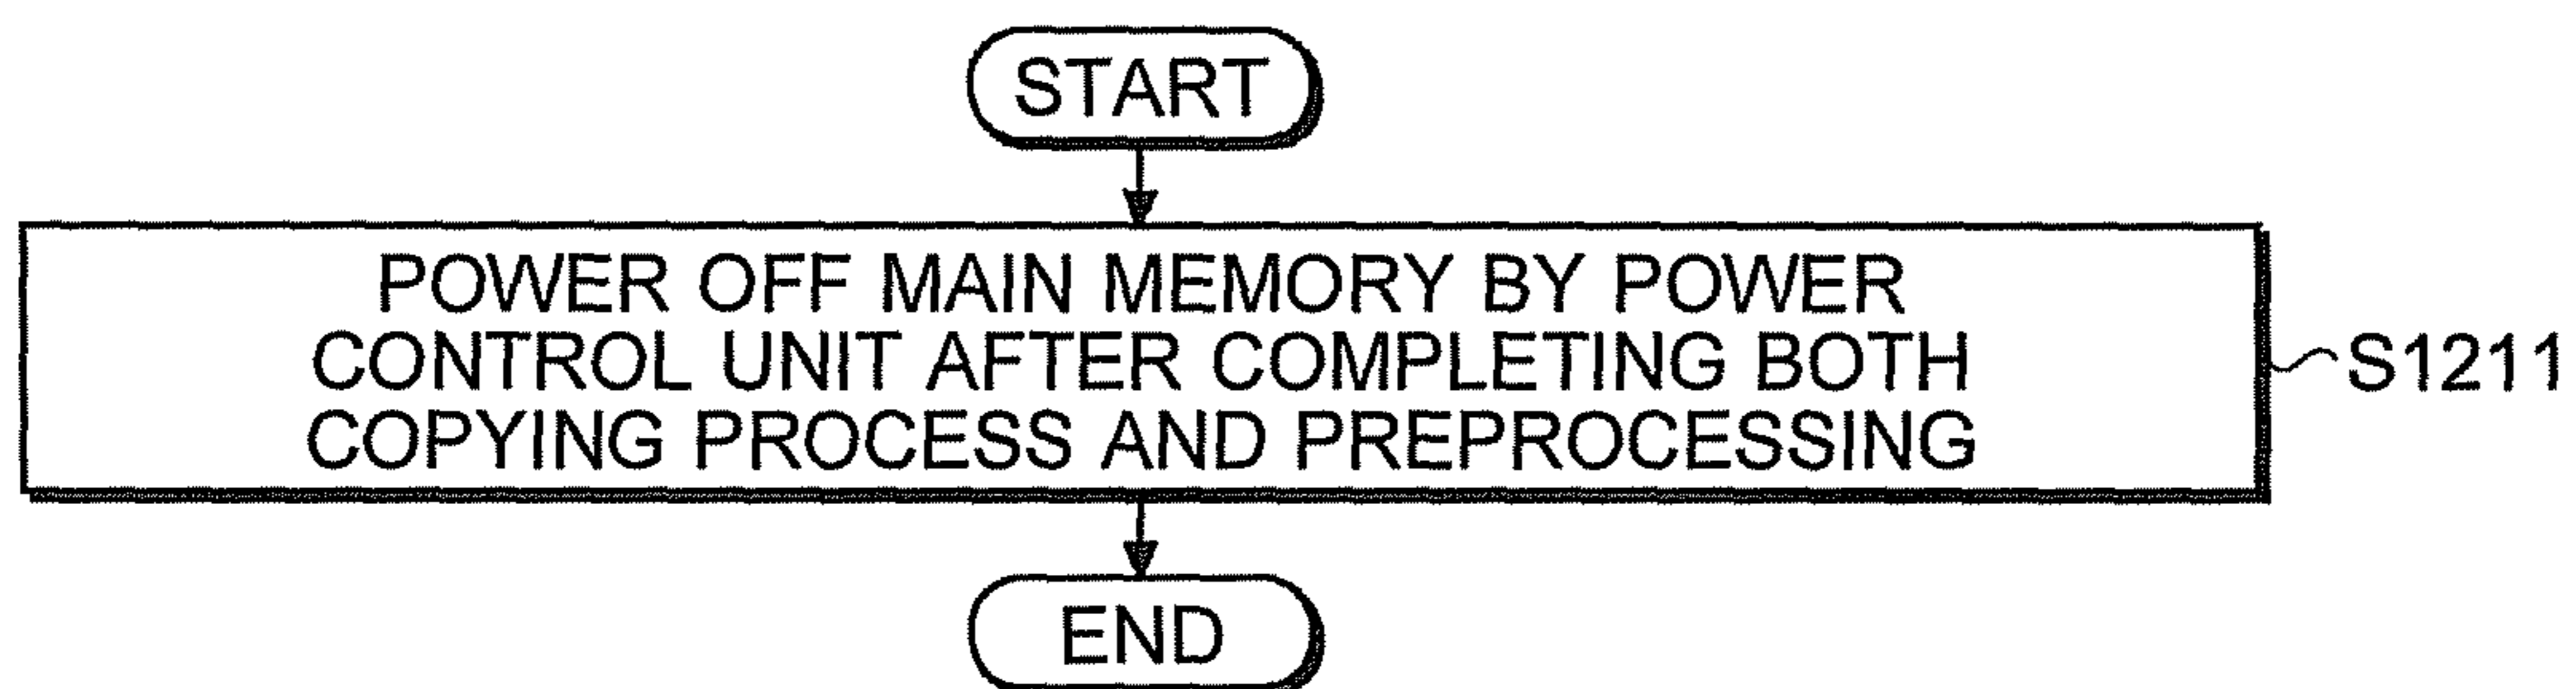 START
POWER OFF MAIN MEMORY BY POWER
CONTROL UNIT AFTER COMPLETING BOTH
COPYING PROCESS AND PREPROCESSING
S1211
END